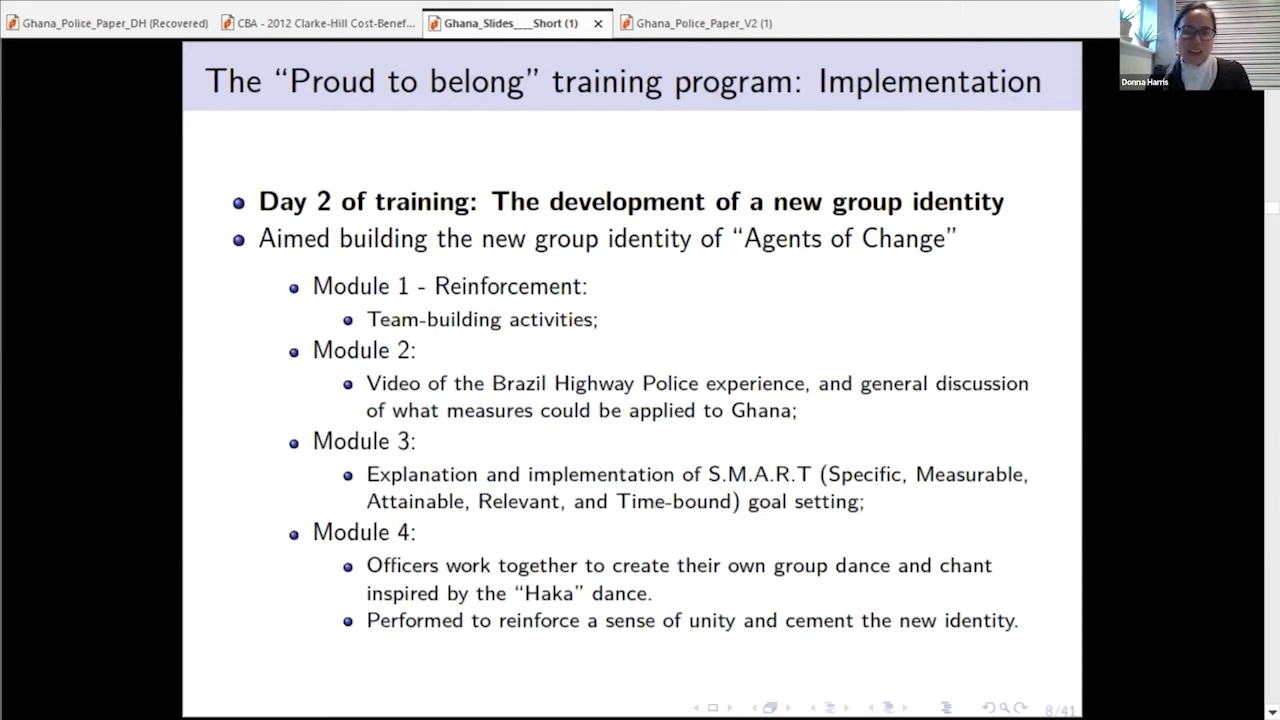 Ghana_Police_Paper_DH (Recovered)
CBA - 2012 Clarke-Hill Cost-Benef...
Ghana_Slides___Short (1)
Ghana_Police_Paper_V2 (1)
Donna Harris
The “Proud to belong” training program: Implementation
Day 2 of training: The development of a new group identity
Aimed building the new group identity of “Agents of Change”
Module 1 - Reinforcement:
Team-building activities;
Module 2:
Video of the Brazil Highway Police experience, and general discussion
of what measures could be applied to Ghana;
Module 3:
Explanation and implementation of S.M.A.R.T (Specific, Measurable,
Attainable, Relevant, and Time-bound) goal setting;
Module 4:
Officers work together to create their own group dance and chant
inspired by the “Haka” dance.
Performed to reinforce a sense of unity and cement the new identity.
8/41